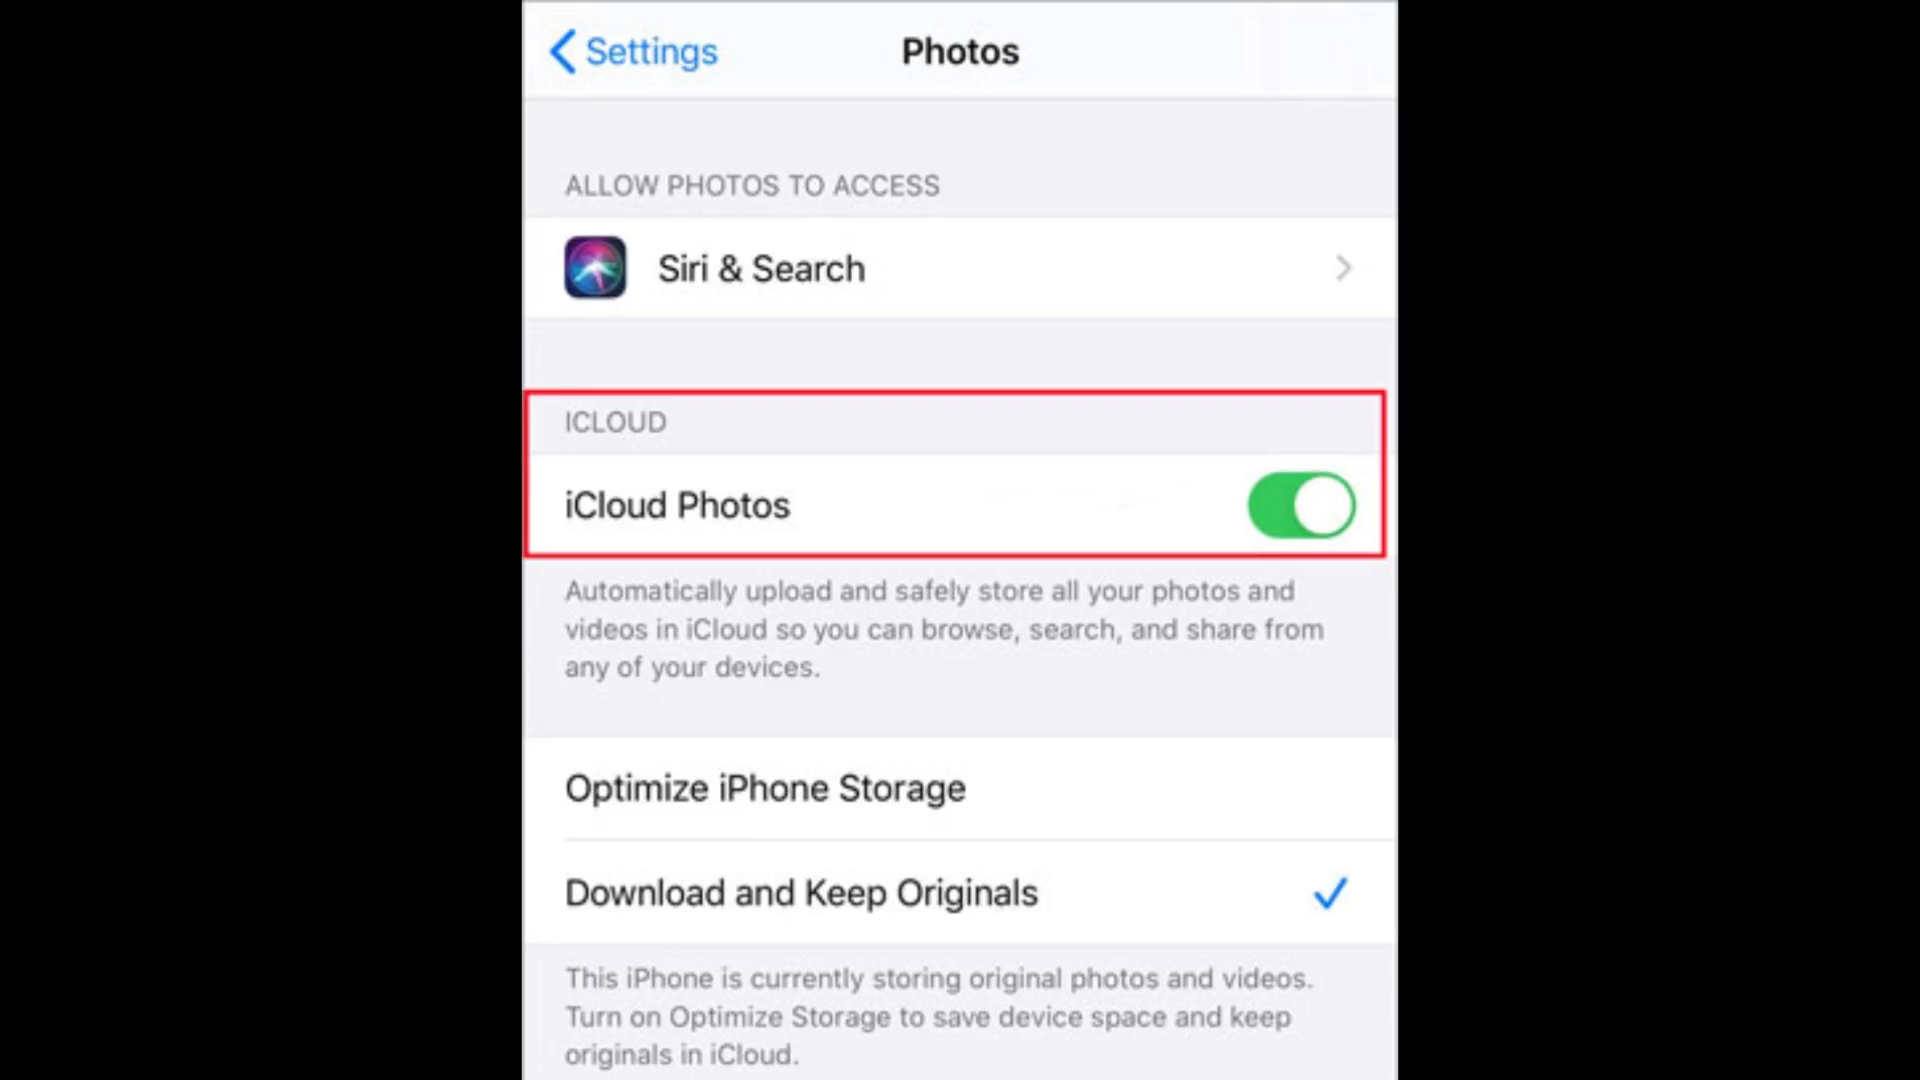 Settings
Photos
ALLOW PHOTOS TO ACCESS
Siri & Search
ICLOUD
iCloud Photos
Automatically upload and safely store all your photos and
videos in iCloud so you can browse, search, and share from
any of your devices.
Optimize iPhone Storage
Download and Keep Originals
This iPhone is currently storing original photos and videos.
Turn on Optimize Storage to save device space and keep
originals in iCloud.